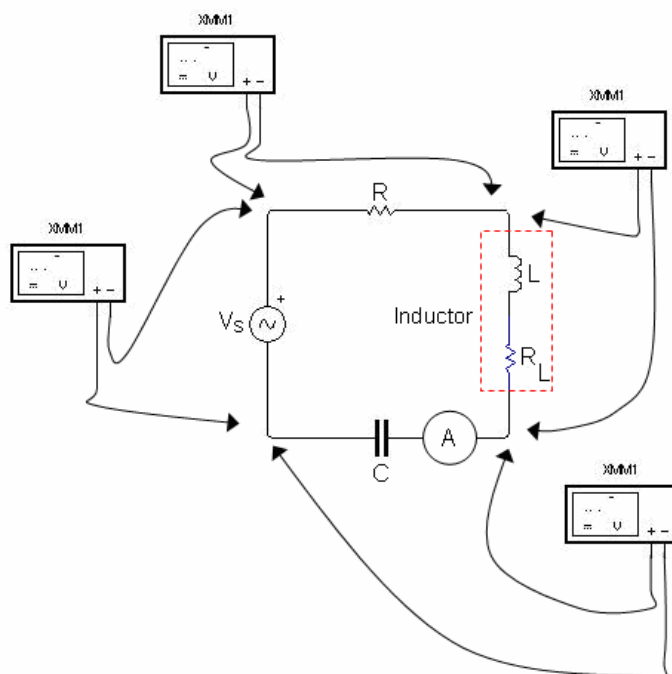 XMM1
+ -
V
XMM1
+ -
V
R
XMM1
+ -
V
L
Inductor
+
Vs
RL
A
C
XMM1
+ -
V